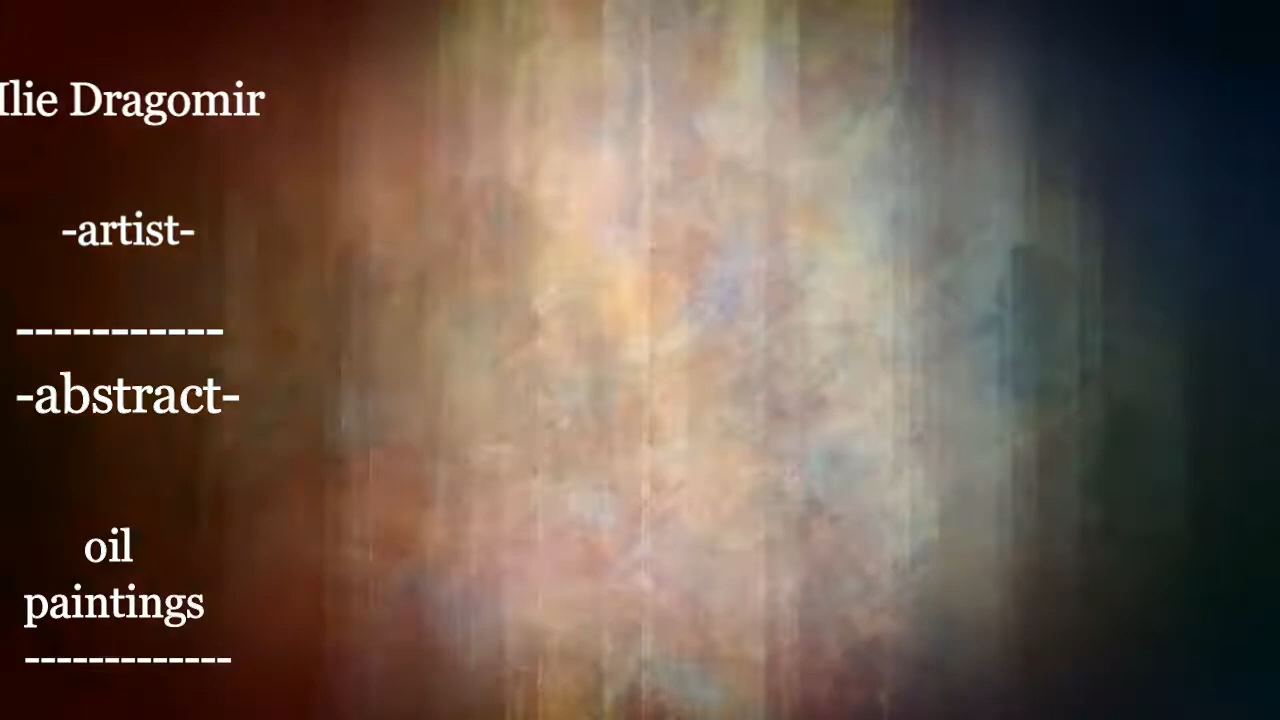 Ilie Dragomir
-artist-
-----------
-abstract-
oil
paintings
-------------